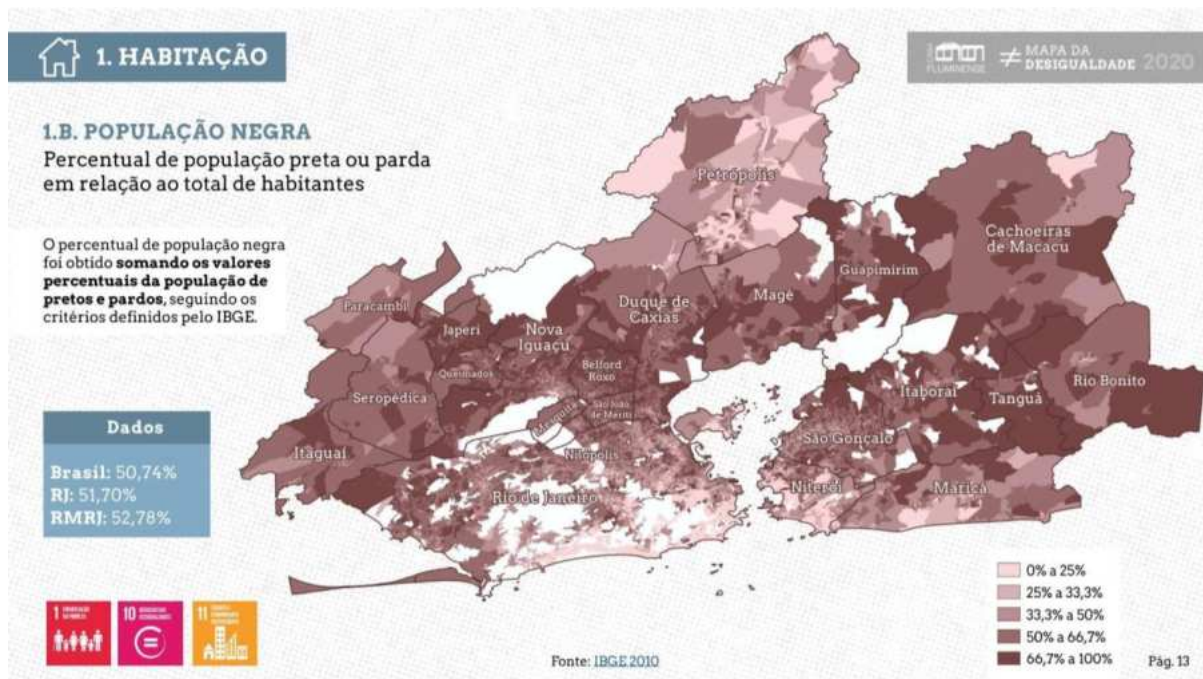 1. HABITAÇÃO
FLUMINENSE
≠ MAPA DA
DESIGUALDADE 2020
1.B. POPULAÇÃO NEGRA
Percentual de população preta ou parda
em relação ao total de habitantes
O percentual de população negra
foi obtido somando os valores
percentuais da população de
pretos e pardos, seguindo os
critérios definidos pelo IBGE.
Petrópolis
Cachoeiras
de Macacu
Guapimirim
Magé
Duque de
Caxias
Paracambi
Japeri
Nova
Iguaçu
Queimados
Belford
Roxo
Seropédica
Mesquita
São João
de Meriti
Nilópolis
Itaguaí
Rio de Janeiro
Itaboraí
Tanguá
Rio Bonito
São Gonçalo
Niterói
Maricá
Dados
Brasil: 50,74%
RJ: 51,70%
RMRJ: 52,78%
1
10
11
0% a 25%
25% a 33,3%
33,3% a 50%
50% a 66,7%
66,7% a 100%
Fonte: IBGE 2010
Pág. 13